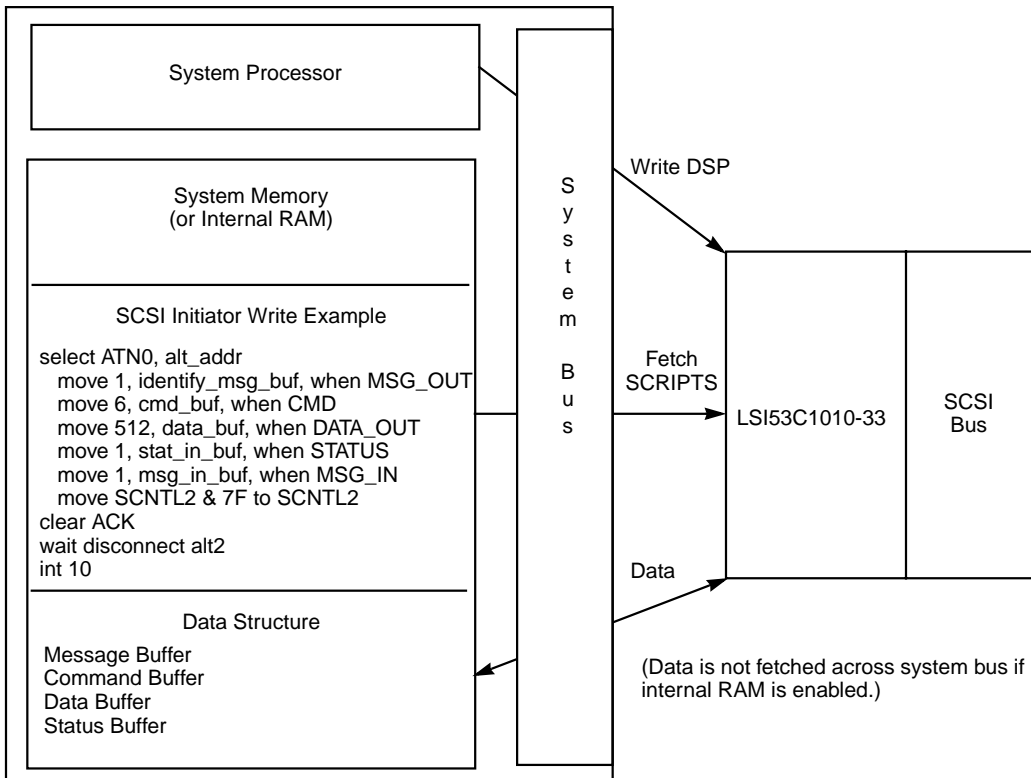 System Processor
System Memory
(or Internal RAM)
SCSI Initiator Write Example
select ATN0, alt_addr
move 1, identify_msg_buf, when MSG_OUT
move 6, cmd_buf, when CMD
move 512, data_buf, when DATA_OUT
move 1, stat_in_buf, when STATUS
move 1, msg_in_buf, when MSG_IN
move SCNTL2 & 7F to SCNTL2
clear ACK
wait disconnect alt2
int 10
Data Structure
Message Buffer
Command Buffer
Data Buffer
Status Buffer
System Bus
Write DSP
Fetch
SCRIPTS
Data
LSI53C1010-33
SCSI
Bus
(Data is not fetched across system bus if
internal RAM is enabled.)